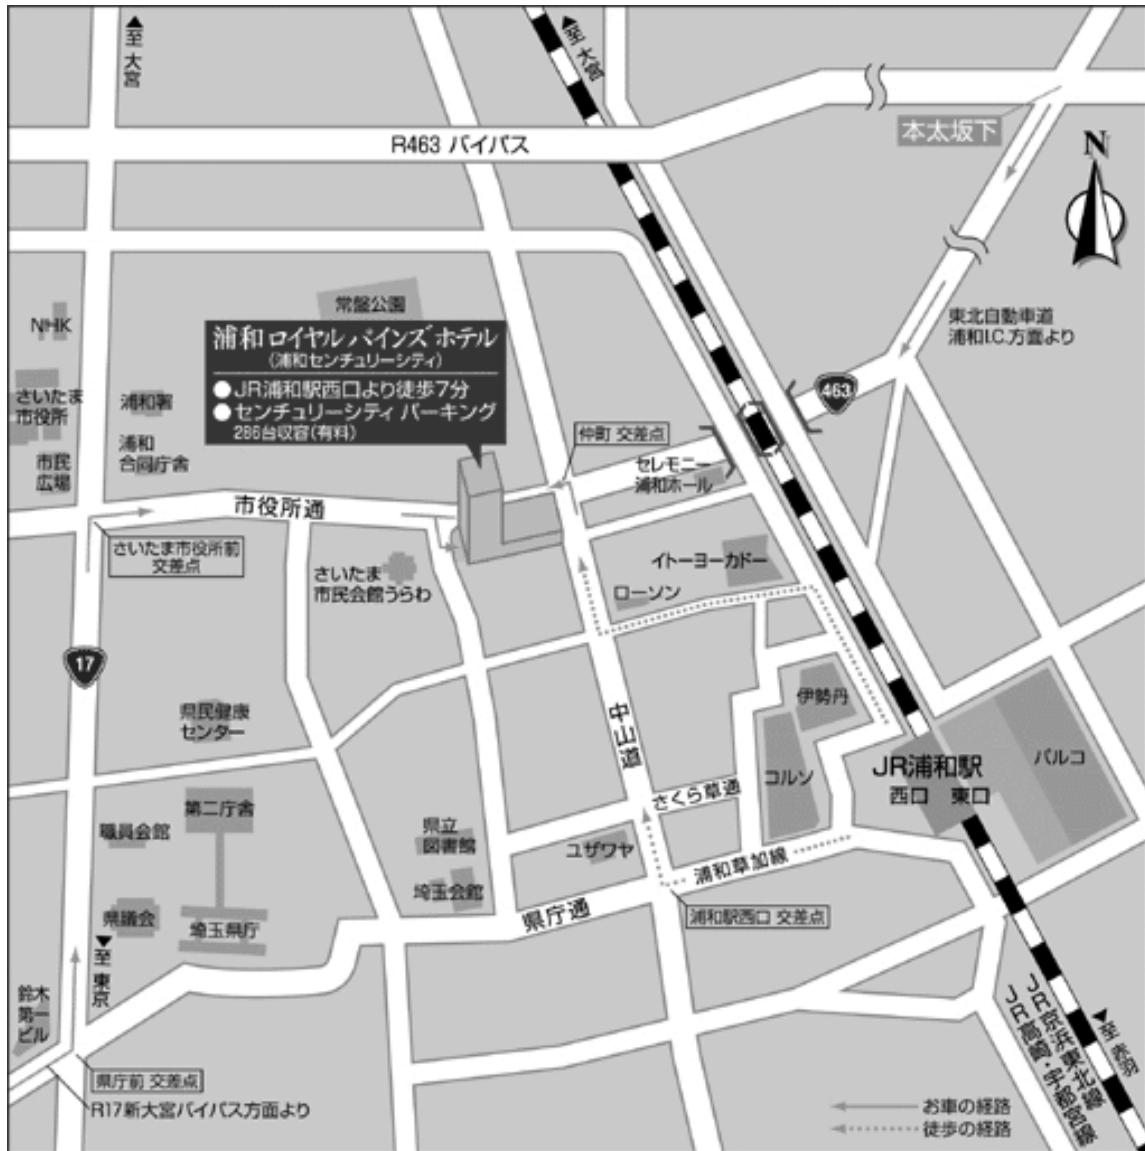 至 大宮
至 大宮
R463 バイパス
本太坂下
N
常盤公園
NHK
浦和ロイヤルパインズホテル
(浦和センチュリーシティ)
●JR浦和駅西口より徒歩7分
●センチュリーシティ パーキング
286台収容(有料)
東北自動車道
浦和I.C.方面より
463
さいたま
市役所
浦和署
浦和
合同庁舎
市民
広場
仲町 交差点
セレモニー
浦和ホール
市役所通
さいたま市役所前
交差点
さいたま
市民会館うらわ
イトーヨーカドー
ローソン
17
県民健康
センター
中山道
伊勢丹
コルソ
JR浦和駅
西口 東口
パルコ
さくら草通
第二庁舎
職員会館
県立
図書館
ユザワヤ
浦和草加線
埼玉会館
県庁通
浦和駅西口 交差点
県議会
埼玉県庁
至 東京
鈴木
第一
ビル
県庁前 交差点
R17新大宮バイパス方面より
JR京浜東北線
JR高崎・宇都宮線
至 赤羽
お車の経路
徒歩の経路